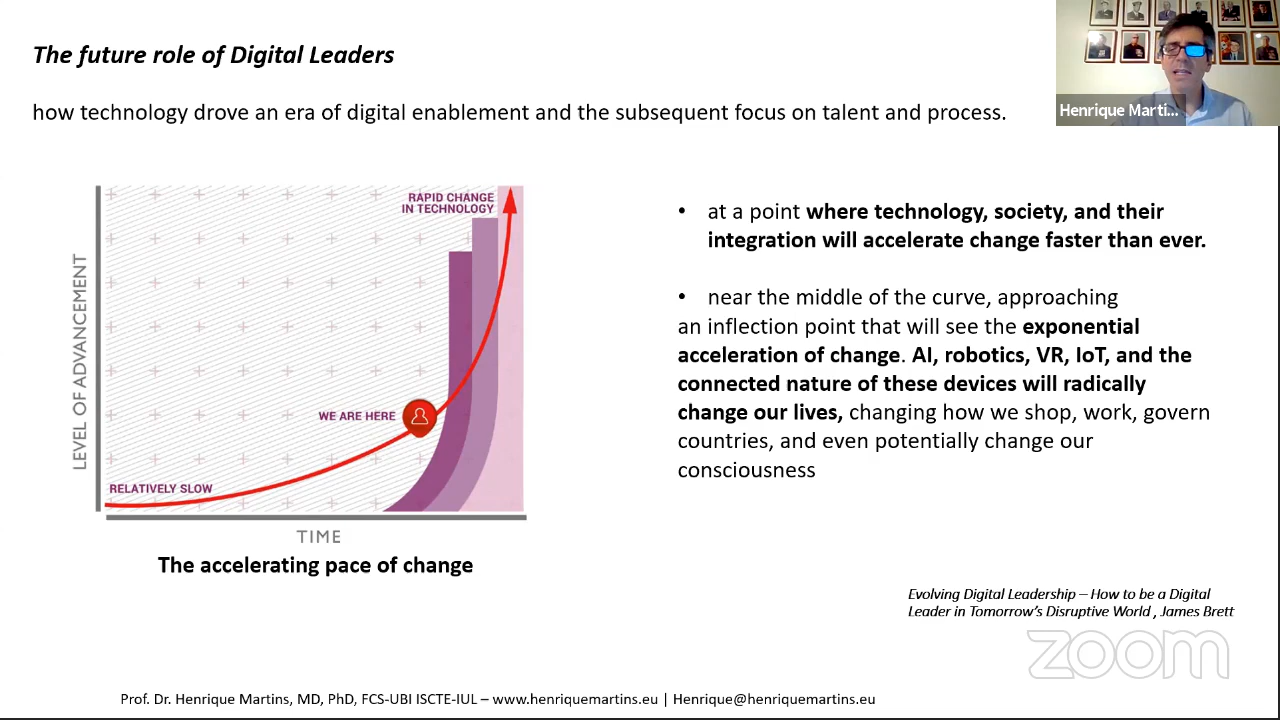 The future role of Digital Leaders
how technology drove an era of digital enablement and the subsequent focus on talent and process.
Henrique Marti...
RAPID CHANGE
IN TECHNOLOGY
LEVEL OF ADVANCEMENT
WE ARE HERE
RELATIVELY SLOW
TIME
The accelerating pace of change
• at a point where technology, society, and their
integration will accelerate change faster than ever.
• near the middle of the curve, approaching
an inflection point that will see the exponential
acceleration of change. AI, robotics, VR, IoT, and the
connected nature of these devices will radically
change our lives, changing how we shop, work, govern
countries, and even potentially change our
consciousness
Evolving Digital Leadership – How to be a Digital
Leader in Tomorrow's Disruptive World , James Brett
zoom
Prof. Dr. Henrique Martins, MD, PhD, FCS-UBI ISCTE-IUL – www.henriquemartins.eu | Henrique@henriquemartins.eu